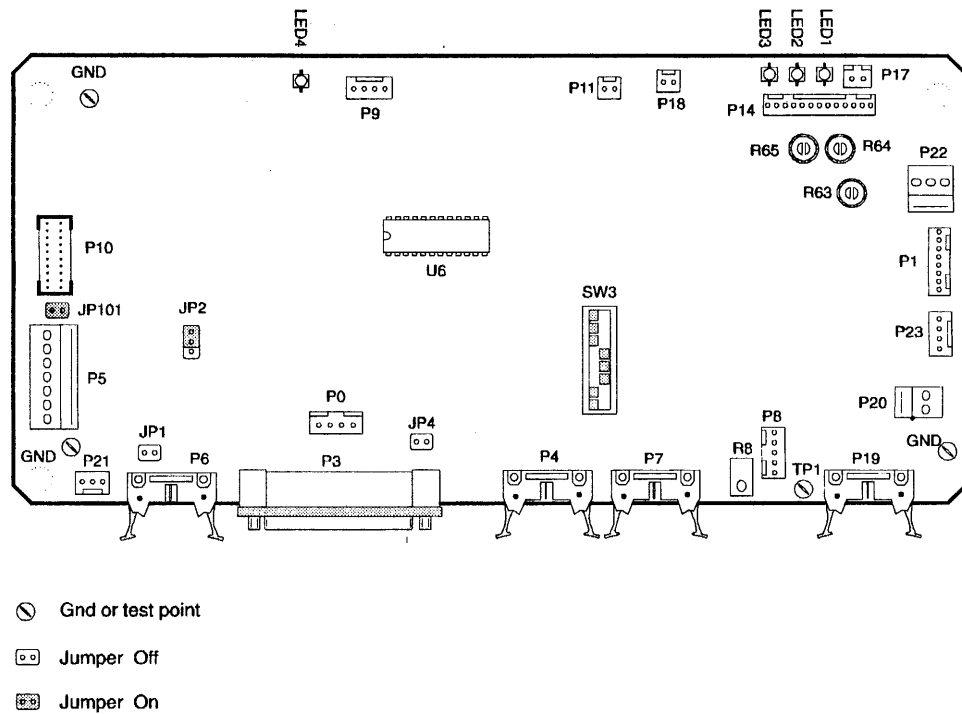 LED4
LED3
LED2
LED1
GND
P9
P11
P18
P17
P14
R65
R64
P22
R63
P10
U6
P1
JP101
JP2
SW3
P23
P5
P0
JP4
P20
P8
GND
JP1
R8
GND
P21
P6
P3
P4
P7
TP1
P19
Gnd or test point
Jumper Off
Jumper On